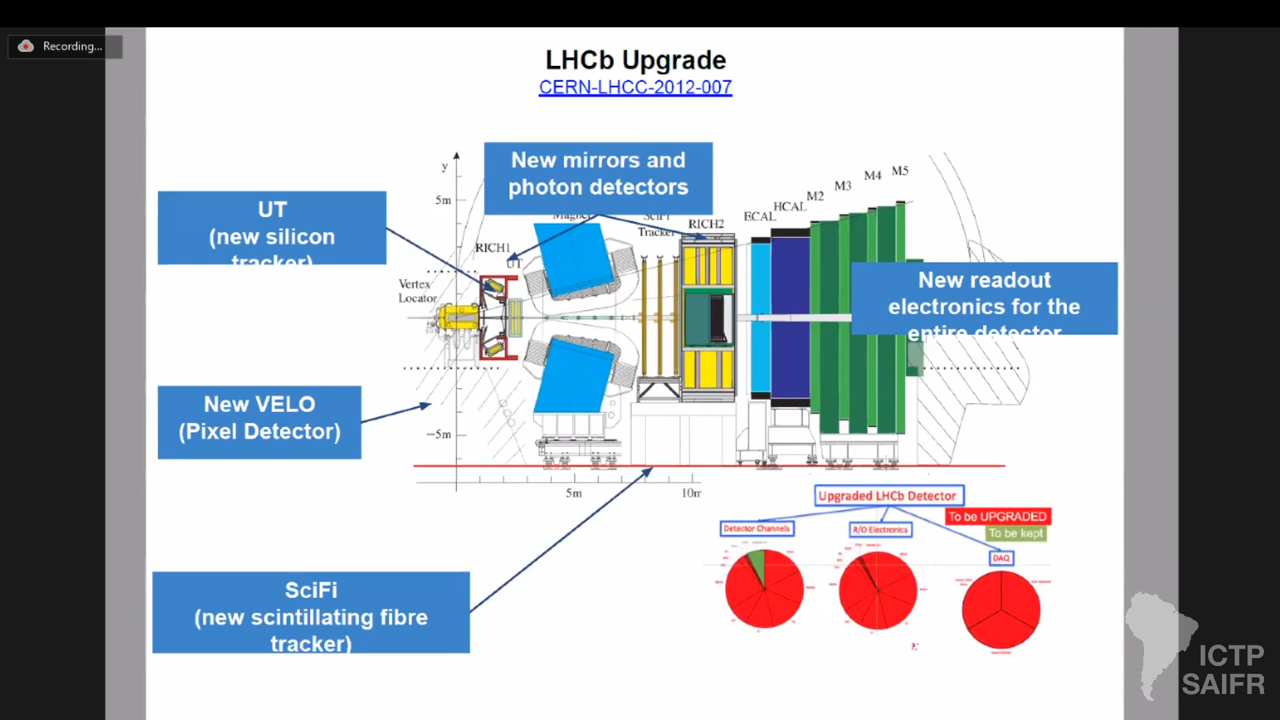 Recording...
LHCb Upgrade
CERN-LHCC-2012-007
New mirrors and
photon detectors
UT
(new silicon
tracker)
y
5m
Magnet
SciFi
Tracker
RICH2
ECAL
HCAL
M2
M3
M4
M5
RICH1
UT
Vertex
Locator
New readout
electronics for the
entire detector
New VELO
(Pixel Detector)
−5m
5m
10m
SciFi
(new scintillating fibre
tracker)
Upgraded LHCb Detector
To be UPGRADED
To be kept
Detector Channels
R/O Electronics
DAQ
ICTP
SAIFR